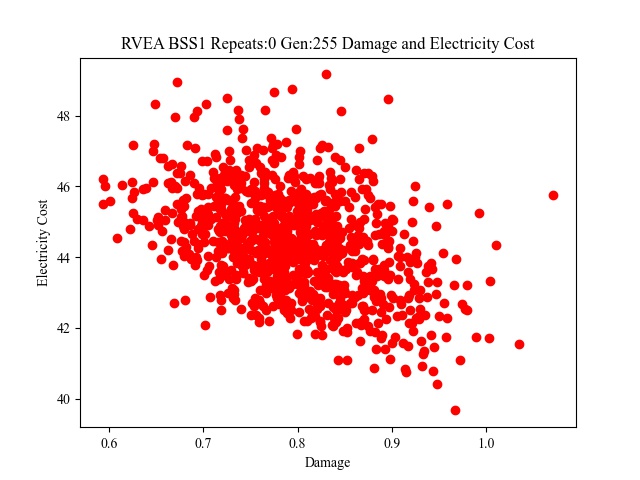 RVEA BSS1 Repeats:0 Gen:255 Damage and Electricity Cost
48
46
44
42
40
Electricity Cost
0.6 0.7 0.8 0.9 1.0
Damage